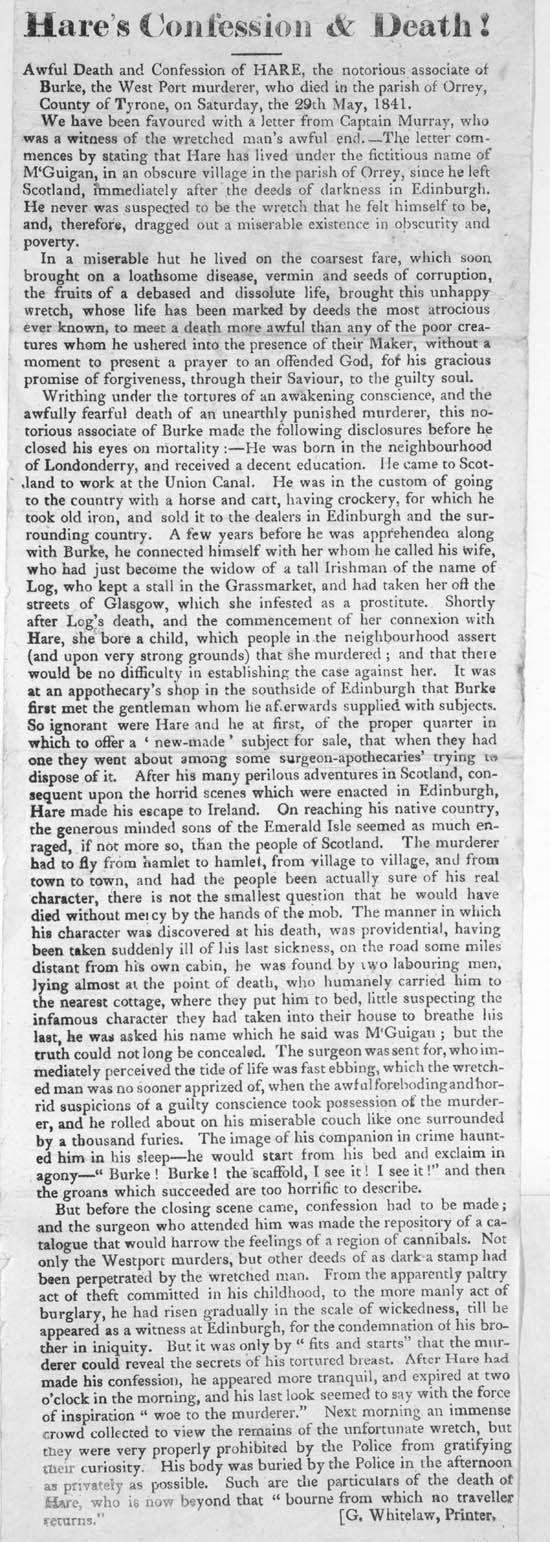 Hare's Confession & Death!
Awful Death and Confession of HARE, the notorious associate of
Burke, the West Port murderer, who died in the parish of Orrey,
County of Tyrone, on Saturday, the 29th May, 1841.
We have been favoured with a letter from Captain Murray, who
was a witness of the wretched man's awful end.—The letter com-
mences by stating that Hare has lived under the fictitious name of
M'Guigan, in an obscure village in the parish of Orrey, since he left
Scotland, immediately after the deeds of darkness in Edinburgh.
He never was suspected to be the wretch that he felt himself to be,
and, therefore, dragged out a miserable existence in obscurity and
poverty.
In a miserable hut he lived on the coarsest fare, which soon
brought on a loathsome disease, vermin and seeds of corruption,
the fruits of a debased and dissolute life, brought this unhappy
wretch, whose life has been marked by deeds the most atrocious
ever known, to meet a death more awful than any of the poor crea-
tures whom he ushered into the presence of their Maker, without a
moment to present a prayer to an offended God, for his gracious
promise of forgiveness, through their Saviour, to the guilty soul.
Writhing under the tortures of an awakening conscience, and the
awfully fearful death of an unearthly punished murderer, this no-
torious associate of Burke made the following disclosures before he
closed his eyes on mortality :—He was born in the neighbourhood
of Londonderry, and received a decent education. He came to Scot-
land to work at the Union Canal. He was in the custom of going
to the country with a horse and cart, having crockery, for which he
took old iron, and sold it to the dealers in Edinburgh and the sur-
rounding country. A few years before he was apprehended along
with Burke, he connected himself with her whom he called his wife,
who had just become the widow of a tall Irishman of the name of
Log, who kept a stall in the Grassmarket, and had taken her off the
streets of Glasgow, which she infested as a prostitute. Shortly
after Log's death, and the commencement of her connexion with
Hare, she bore a child, which people in the neighbourhood assert
(and upon very strong grounds) that she murdered ; and that there
would be no difficulty in establishing the case against her. It was
at an appothecary's shop in the southside of Edinburgh that Burke
first met the gentleman whom he afterwards supplied with subjects.
So ignorant were Hare and he at first, of the proper quarter in
which to offer a ' new-made ' subject for sale, that when they had
one they went about among some surgeon-apothecaries' trying to
dispose of it. After his many perilous adventures in Scotland, con-
sequent upon the horrid scenes which were enacted in Edinburgh,
Hare made his escape to Ireland. On reaching his native country,
the generous minded sons of the Emerald Isle seemed as much en-
raged, if not more so, than the people of Scotland. The murderer
had to fly from hamlet to hamlet, from village to village, and from
town to town, and had the people been actually sure of his real
character, there is not the smallest question that he would have
died without mercy by the hands of the mob. The manner in which
his character was discovered at his death, was providential, having
been taken suddenly ill of his last sickness, on the road some miles
distant from his own cabin, he was found by two labouring men,
lying almost at the point of death, who humanely carried him to
the nearest cottage, where they put him to bed, little suspecting the
infamous character they had taken into their house to breathe his
last, he was asked his name which he said was M'Guigan ; but the
truth could not long be concealed. The surgeon was sent for, who im-
mediately perceived the tide of life was fast ebbing, which the wretch-
ed man was no sooner apprized of, when the awful foreboding and hor-
rid suspicions of a guilty conscience took possession of the murder-
er, and he rolled about on his miserable couch like one surrounded
by a thousand furies. The image of his companion in crime haunt-
ed him in his sleep—he would start from his bed and exclaim in
agony—" Burke ! Burke ! the scaffold, I see it ! I see it !" and then
the groans which succeeded are too horrific to describe.
But before the closing scene came, confession had to be made ;
and the surgeon who attended him was made the repository of a ca-
talogue that would harrow the feelings of a region of cannibals. Not
only the Westport murders, but other deeds of as dark a stamp had
been perpetrated by the wretched man. From the apparently paltry
act of theft committed in his childhood, to the more manly act of
burglary, he had risen gradually in the scale of wickedness, till he
appeared as a witness at Edinburgh, for the condemnation of his bro-
ther in iniquity. But it was only by " fits and starts" that the mur-
derer could reveal the secrets of his tortured breast. After Hare had
made his confession, he appeared more tranquil, and expired at two
o'clock in the morning, and his last look seemed to say with the force
of inspiration " woe to the murderer." Next morning an immense
crowd collected to view the remains of the unfortunate wretch, but
they were very properly prohibited by the Police from gratifying
their curiosity. His body was buried by the Police in the afternoon
as privately as possible. Such are the particulars of the death of
Hare, who is now beyond that " bourne from which no traveller
returns."
[G. Whitelaw, Printer,